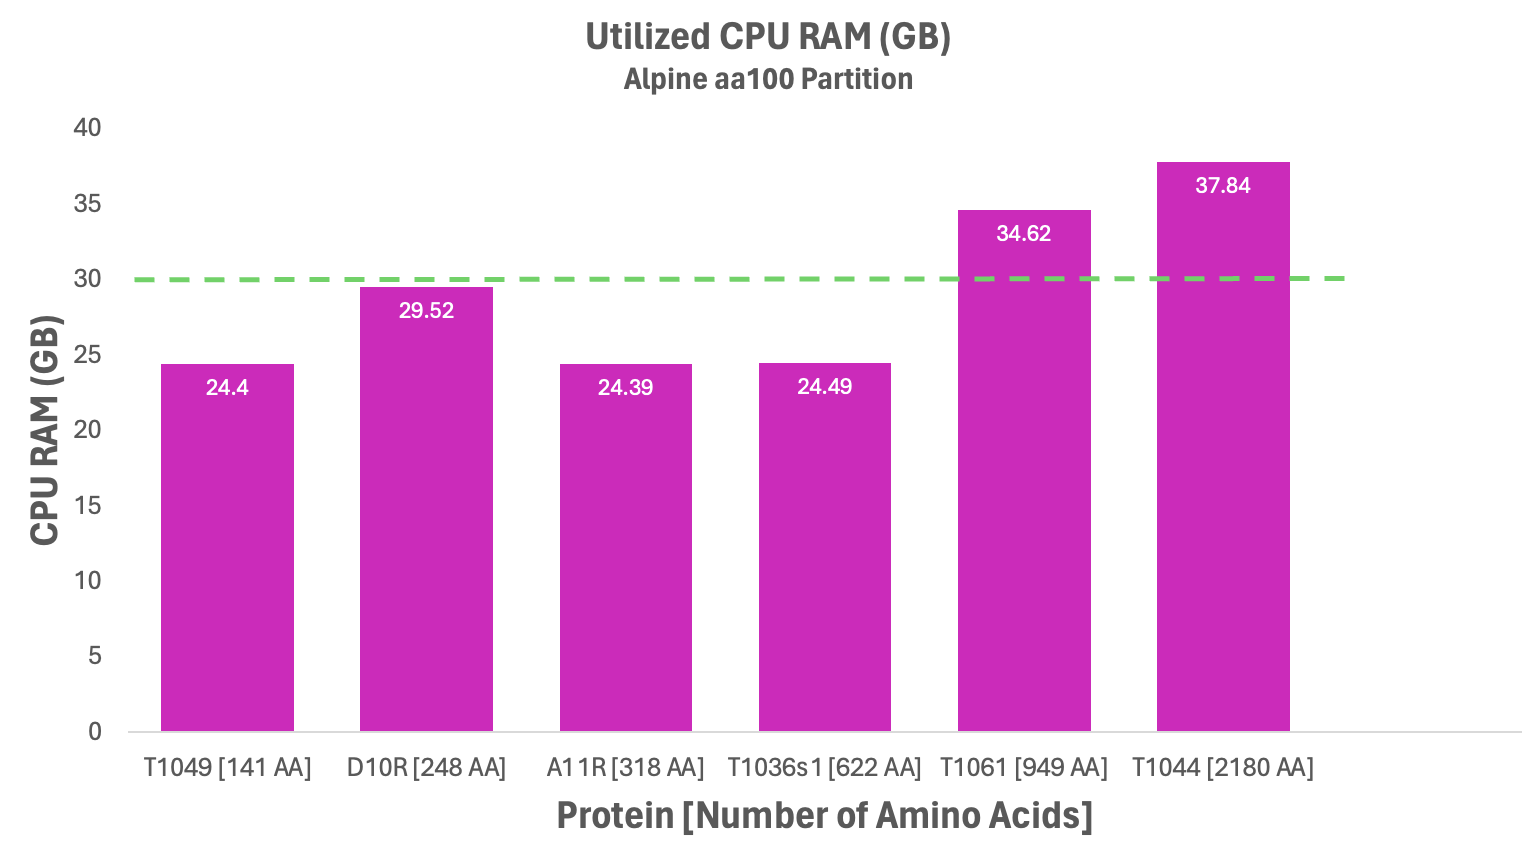 Utilized CPU RAM (GB)
Alpine aa100 Partition
CPU RAM (GB)
40
35
30
25
20
15
10
5
0
24.4
29.52
24.39
24.49
34.62
37.84
T1049 [141 AA]
D10R [248 AA]
A11R [318 AA]
T1036s1 [622 AA]
T1061 [949 AA]
T1044 [2180 AA]
Protein [Number of Amino Acids]